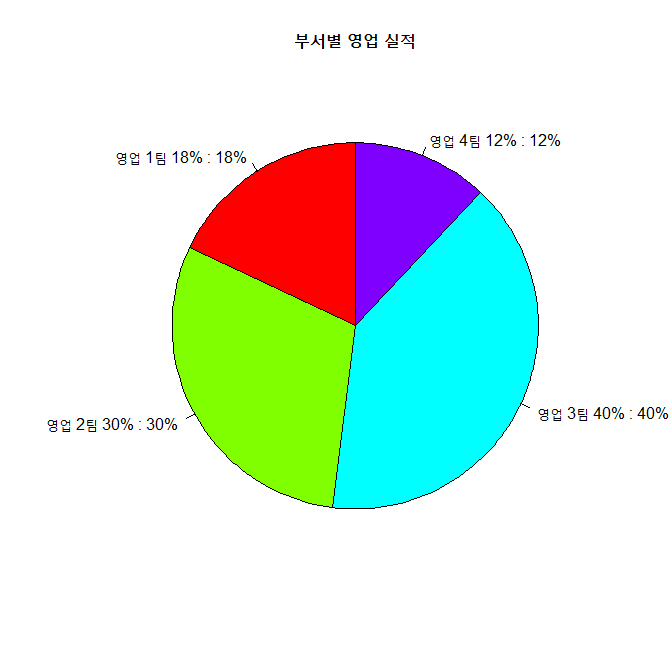 부서별 영업 실적
영업 4팀 12% : 12%
영업 1팀 18% : 18%
영업 3팀 40% : 40%
영업 2팀 30% : 30%